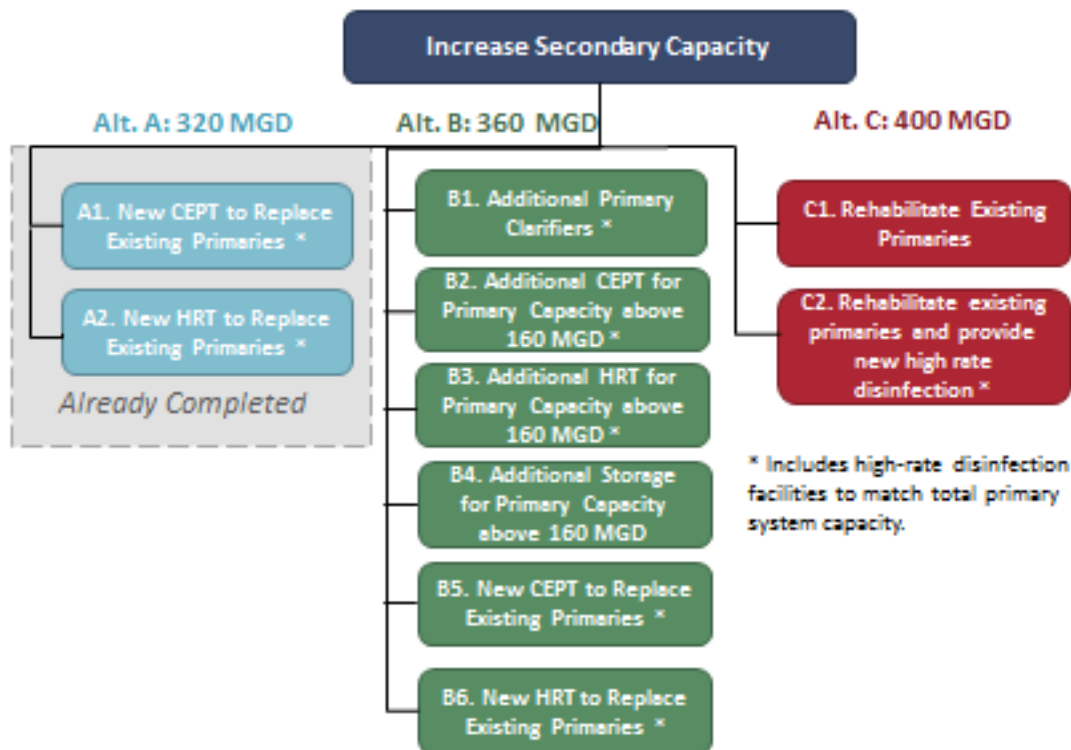 Increase Secondary Capacity
Alt. A: 320 MGD
Alt. B: 360 MGD
Alt. C: 400 MGD
A1. New CEPT to Replace
Existing Primaries *
A2. New HRT to Replace
Existing Primaries *
Already Completed
B1. Additional Primary
Clarifiers *
B2. Additional CEPT for
Primary Capacity above
160 MGD *
B3. Additional HRT for
Primary Capacity above
160 MGD *
B4. Additional Storage
for Primary Capacity
above 160 MGD
B5. New CEPT to Replace
Existing Primaries *
B6. New HRT to Replace
Existing Primaries *
C1. Rehabilitate Existing
Primaries
C2. Rehabilitate existing
primaries and provide
new high rate
disinfection *
* Includes high-rate disinfection
facilities to match total primary
system capacity.